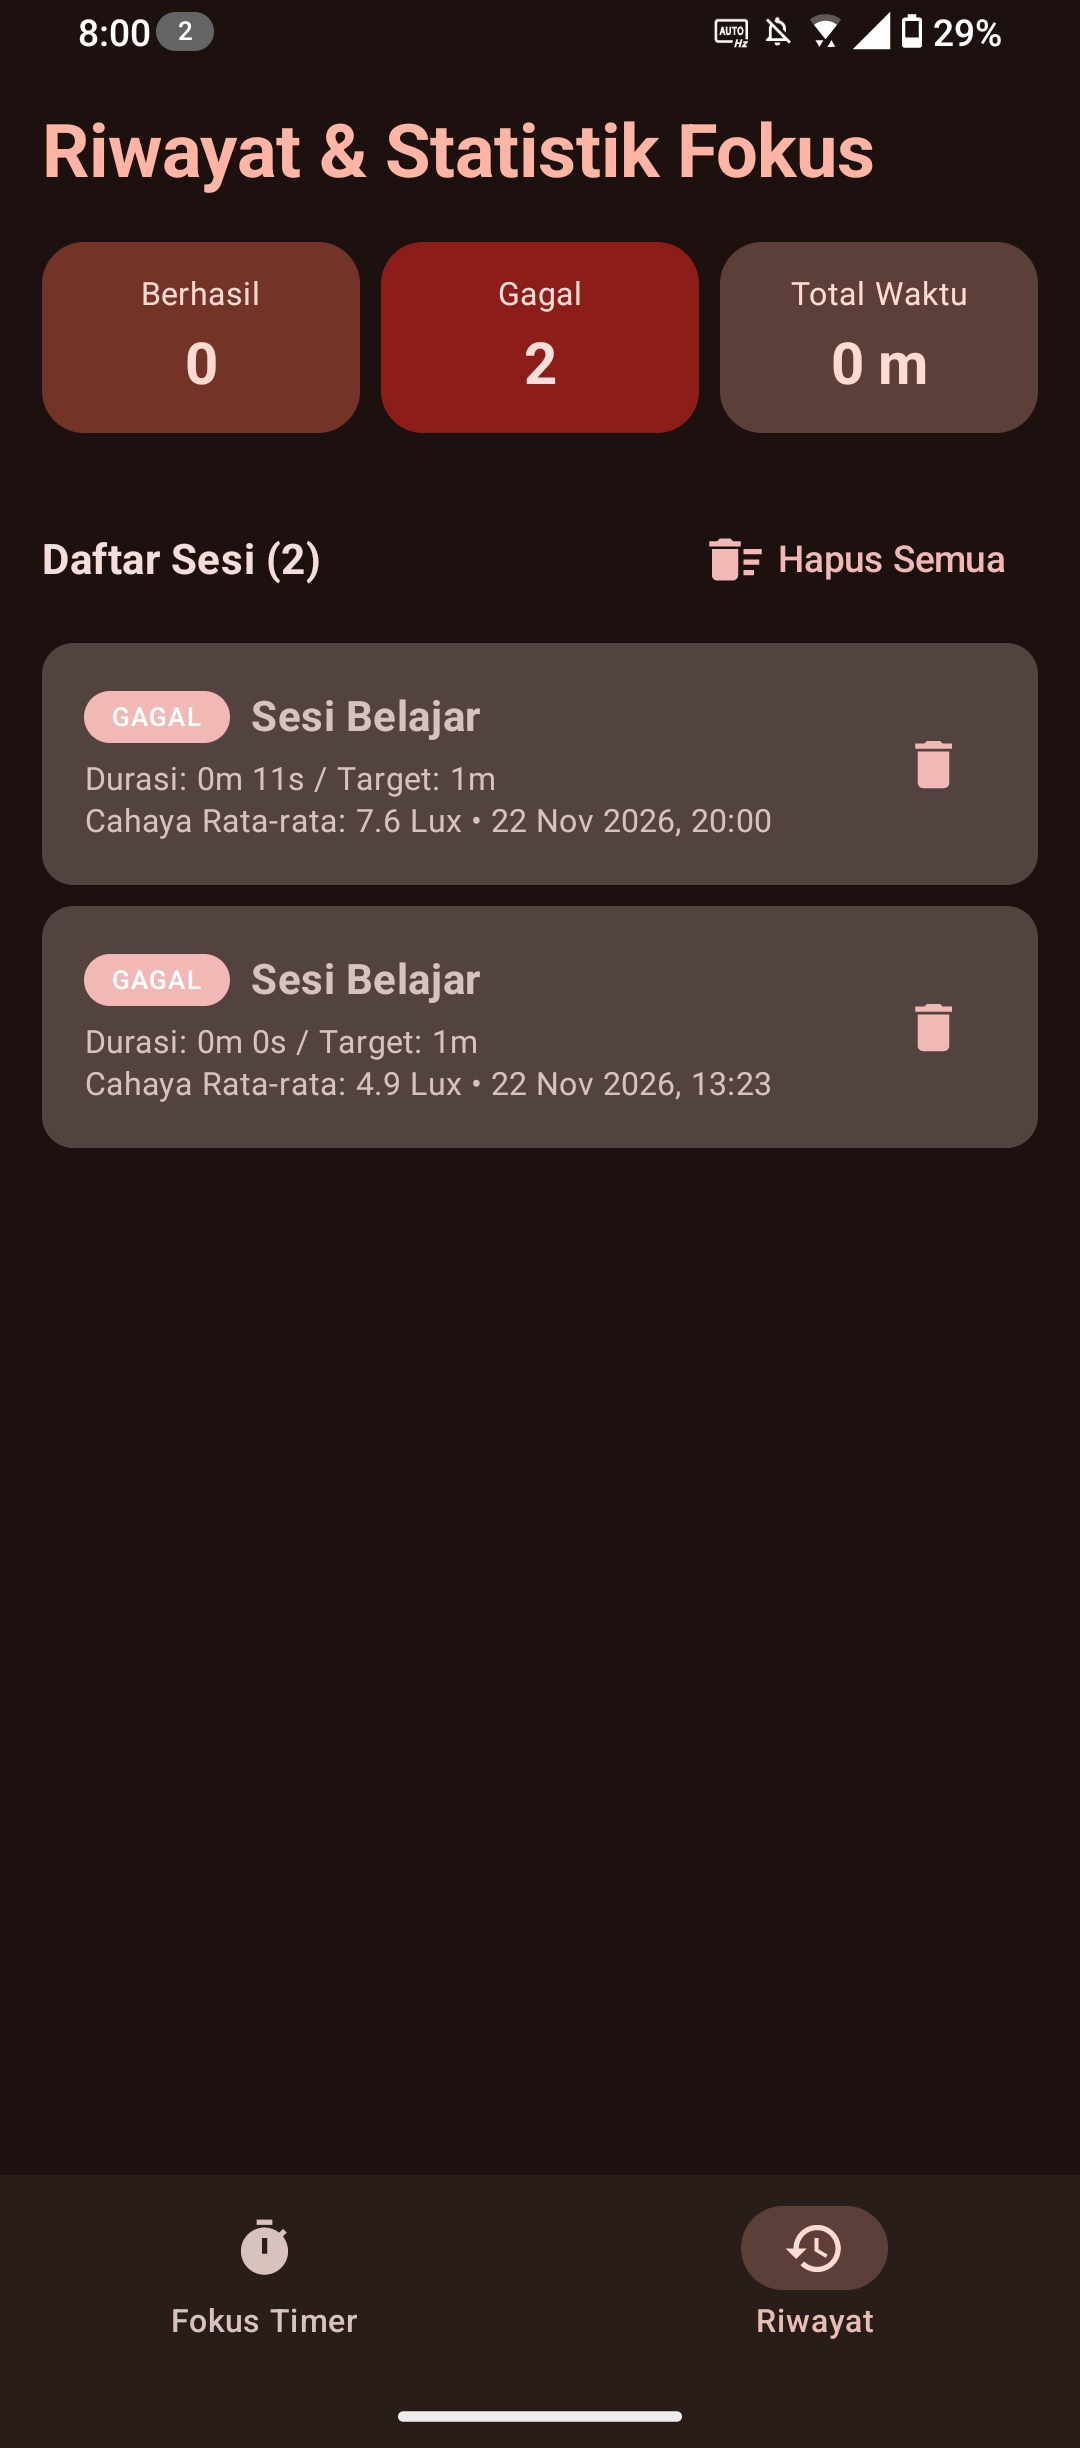 8:00 2 AUTO Hz 29%
Riwayat & Statistik Fokus
Berhasil Gagal Total Waktu
0 2 0 m
Daftar Sesi (2) Hapus Semua
GAGAL Sesi Belajar
Durasi: 0m 11s / Target: 1m
Cahaya Rata-rata: 7.6 Lux • 22 Nov 2026, 20:00
GAGAL Sesi Belajar
Durasi: 0m 0s / Target: 1m
Cahaya Rata-rata: 4.9 Lux • 22 Nov 2026, 13:23
Fokus Timer Riwayat